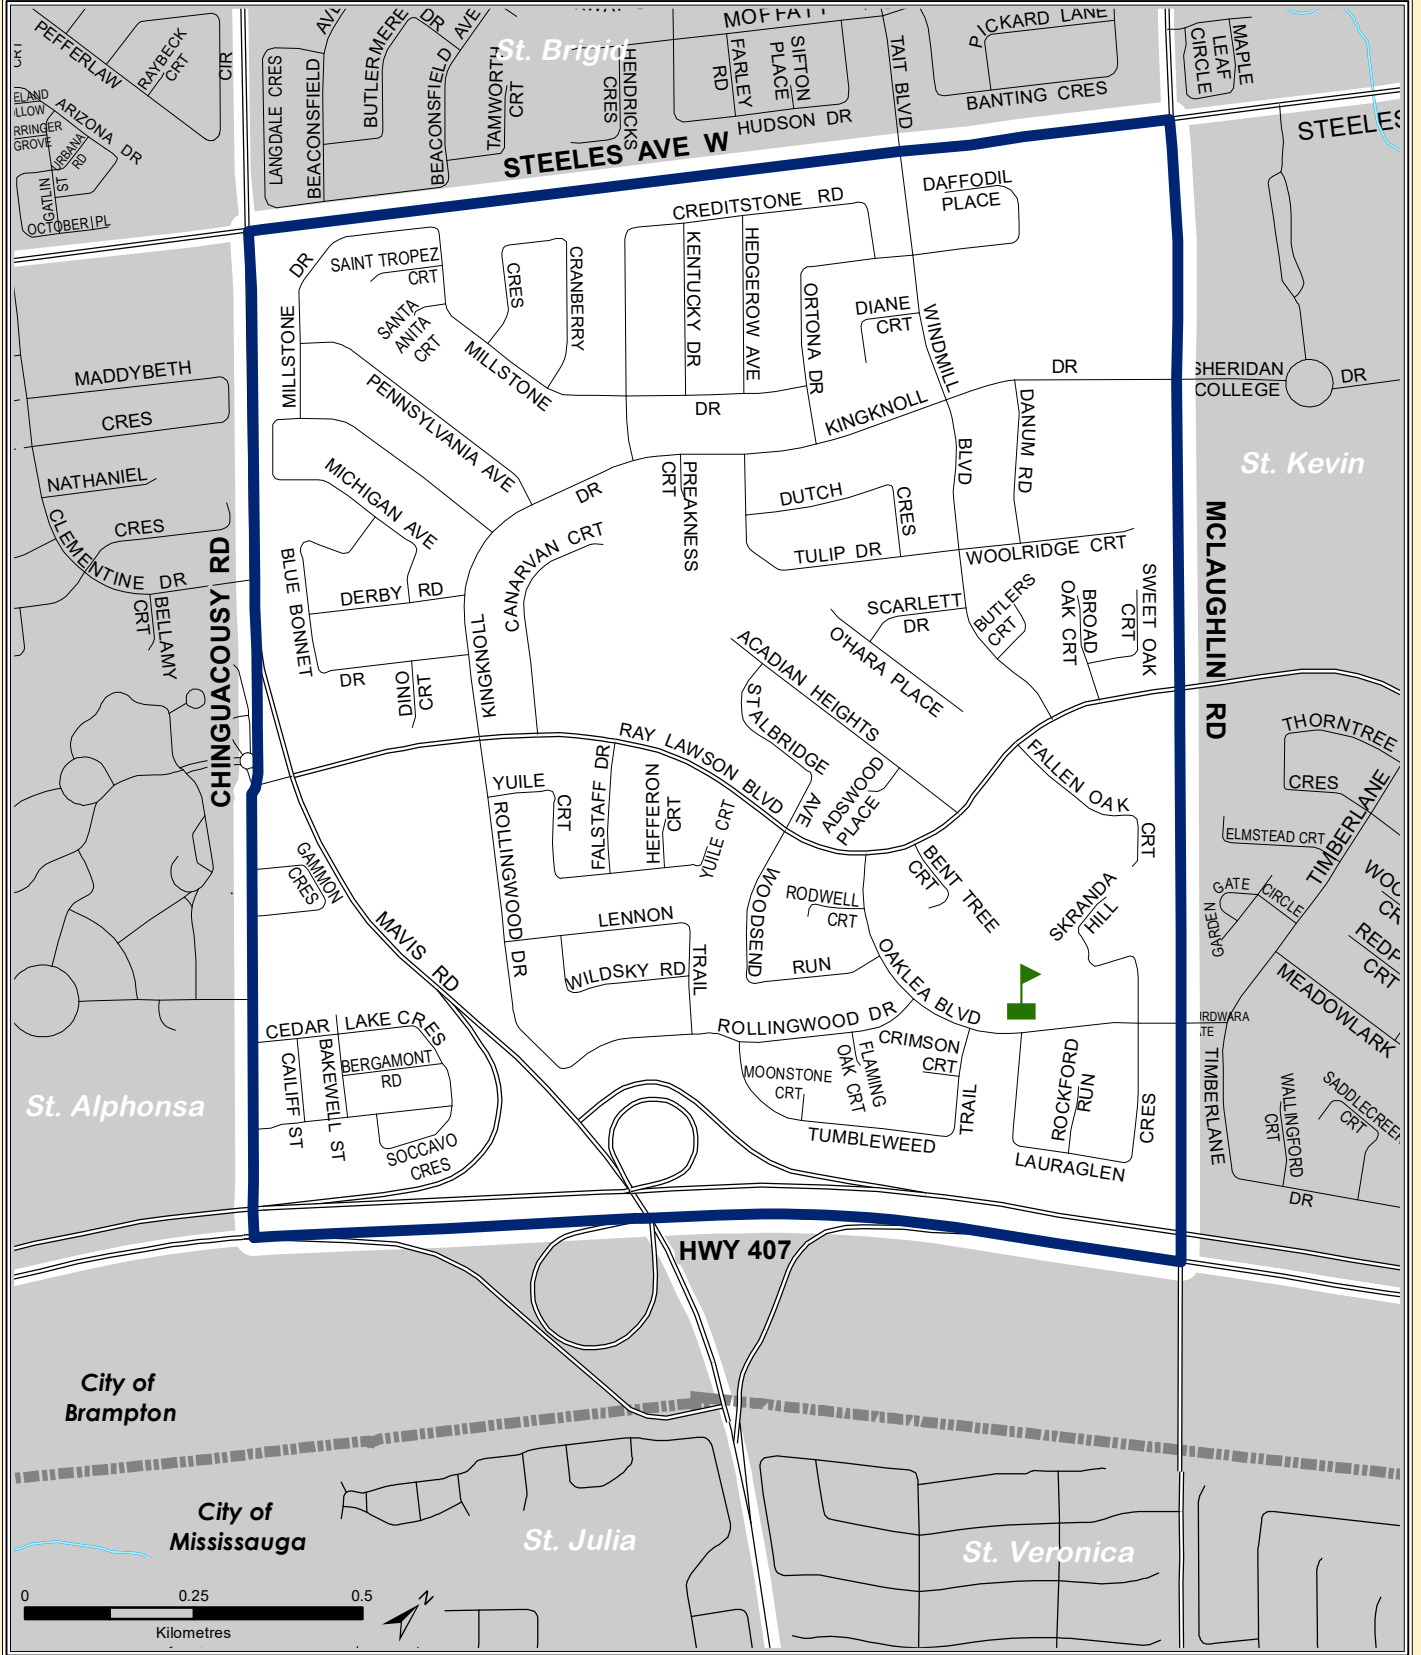 PEFFERLAW
RAYBECK
CRT
CIR
CRT
ELAND
LLOW
ARIZONA DR
RRINGER
GROVE
URBANA
RD
GATLIN
ST
OCTOBER PL
LANGDALE CRES
BEACONSFIELD
AVE
BUTLERMERE
DR
BEACONSFIELD AVE
TAMWORTH
CRT
St. Brigid
HENDRICKS
CRES
MOFFATT
FARLEY
RD
SIFTON
PLACE
HUDSON DR
TAIT BLVD
PICKARD LANE
BANTING CRES
MAPLE
LEAF
CIRCLE
STEELES
STEELES AVE W
CREDITSTONE RD
DAFFODIL
PLACE
DR
SAINT TROPEZ
CRT
SANTA
ANITA
CRT
CRES
CRANBERRY
KENTUCKY DR
HEDGEROW AVE
ORTONA DR
DIANE
CRT
WINDMILL
MILLSTONE
MILLSTONE
DR
DR
SHERIDAN
COLLEGE
DR
MADDYBETH
CRES
PENNSYLVANIA AVE
KINGKNOLL
DANUM RD
BLVD
St. Kevin
NATHANIEL
CRES
CLEMENTINE DR
BELLAMY
CRT
MICHIGAN AVE
DR
PREAKNESS
CRT
DUTCH
CRES
TULIP DR
WOOLRIDGE CRT
CHINGUACOUSY RD
MCLAUGHLIN RD
BLUE BONNET
DR
DERBY RD
CANARVAN CRT
KINGKNOLL
DINO
CRT
SCARLETT
DR
BUTLERS
CRT
BROAD
OAK CRT
SWEET OAK
CRT
O'HARA PLACE
ACADIAN HEIGHTS
STALBRIDGE
AVE
ADSWOOD
PLACE
RAY LAWSON BLVD
FALLEN OAK
CRT
THORNTREE
CRES
ELMSTEAD CRT
TIMBERLANE
GATE
CIRCLE
GARDEN
WOO
CR
REDP
CRT
MEADOWLARK
YUILE
CRT
FALSTAFF DR
HEFFERON
CRT
YUILE CRT
ROLLINGWOOD DR
GAMMON
CRES
MAVIS RD
LENNON
TRAIL
WILDSKY RD
WOODSEND
RUN
RODWELL
CRT
BENT TREE
CRT
SKRANDA
HILL
OAKLEA BLVD
ROLLINGWOOD DR
CRIMSON
CRT
FLAMING
OAK CRT
MOONSTONE
CRT
TUMBLEWEED
TRAIL
ROCKFORD
RUN
LAURAGLEN
CRES
URDWARA
TE
TIMBERLANE
WALLINGFORD
CRT
SADDLECREEK
CRT
DR
CEDAR LAKE CRES
CAILIFF ST
BAKEWELL ST
BERGAMONT
RD
SOCCAVO
CRES
St. Alphonsa
HWY 407
City of
Brampton
City of
Mississauga
St. Julia
St. Veronica
0 0.25 0.5
Kilometres
N